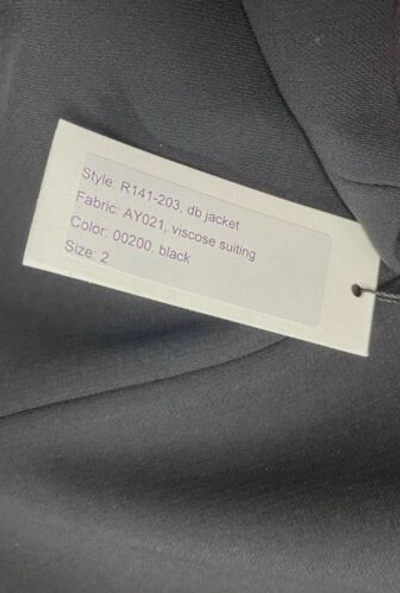 Style: R141-203, db jacket
Fabric: AY021, viscose suiting
Color: 00200, black
Size: 2